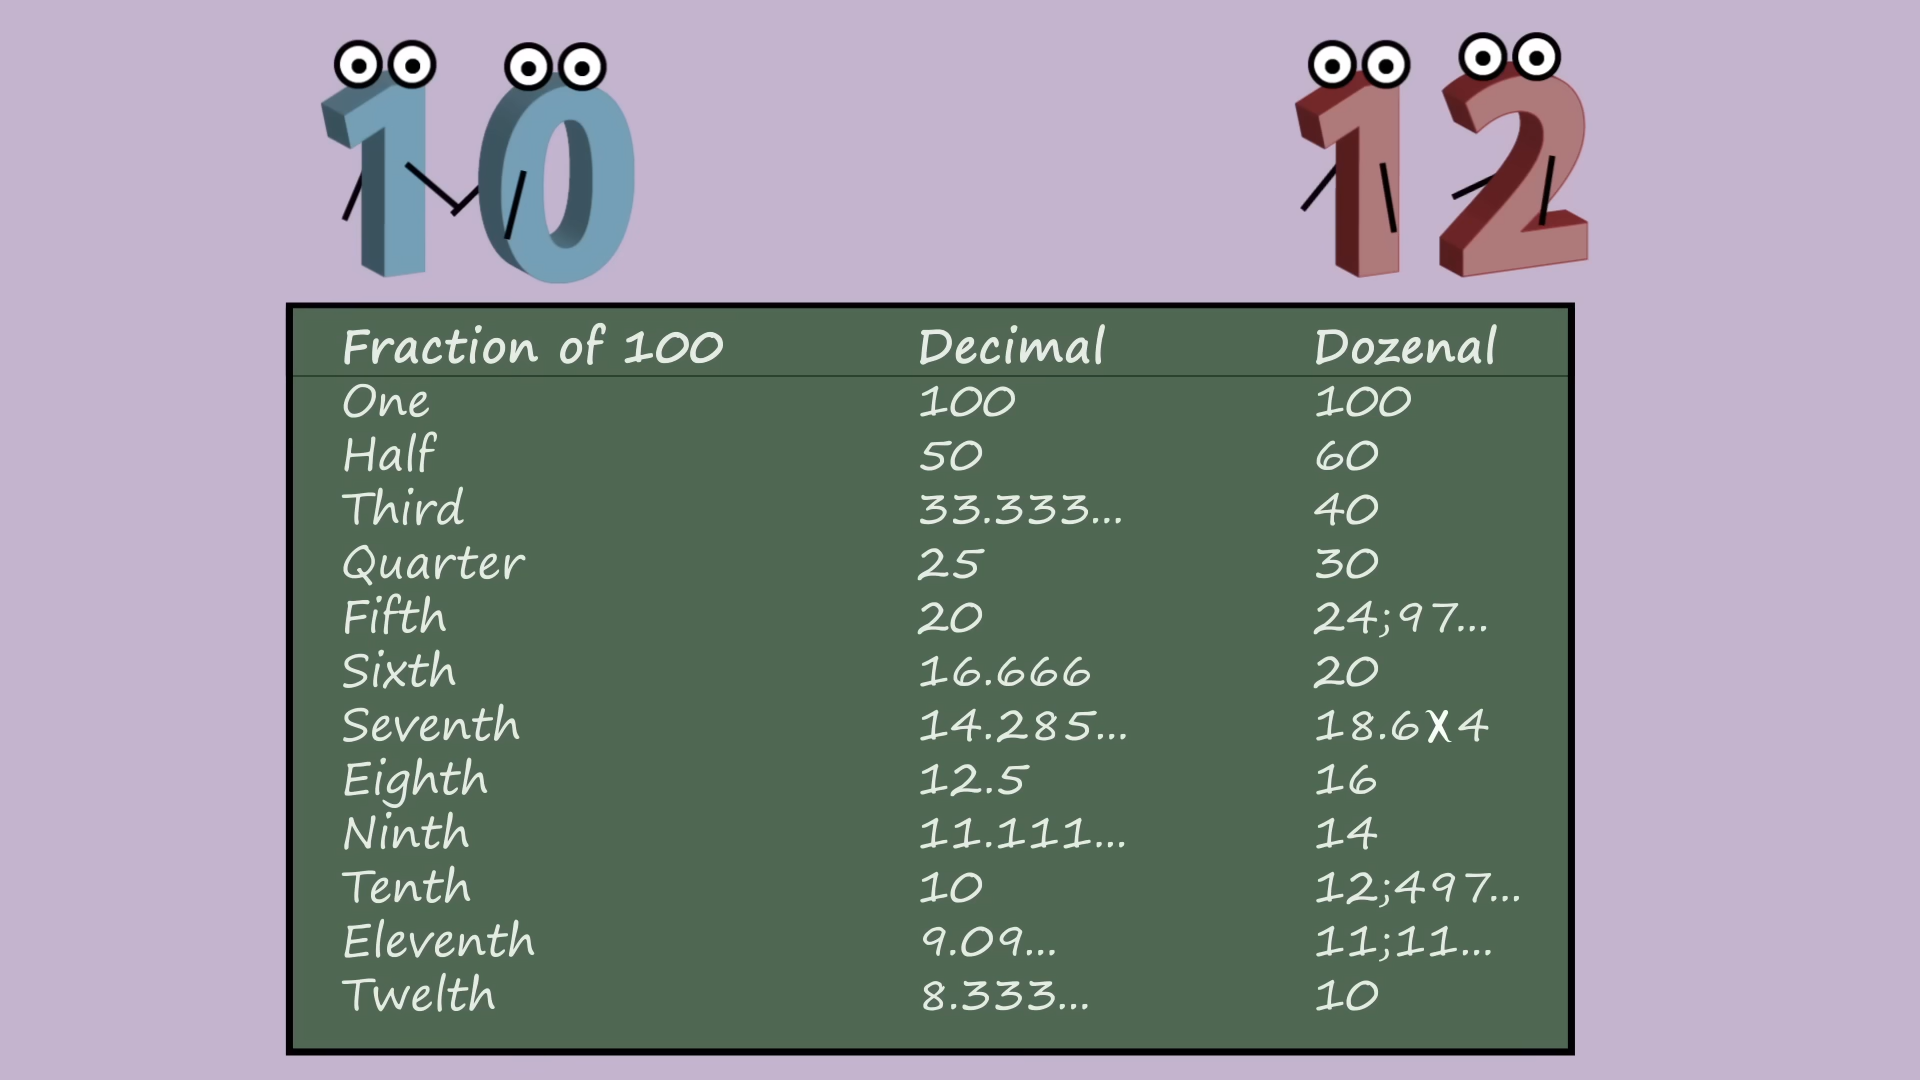 10 12
Fraction of 100 Decimal Dozenal
One 100 100
Half 50 60
Third 33.333... 40
Quarter 25 30
Fifth 20 24;97...
Sixth 16.666 20
Seventh 14.285... 18.6X4
Eighth 12.5 16
Ninth 11.111... 14
Tenth 10 12;497...
Eleventh 9.09... 11;11...
Twelth 8.333... 10